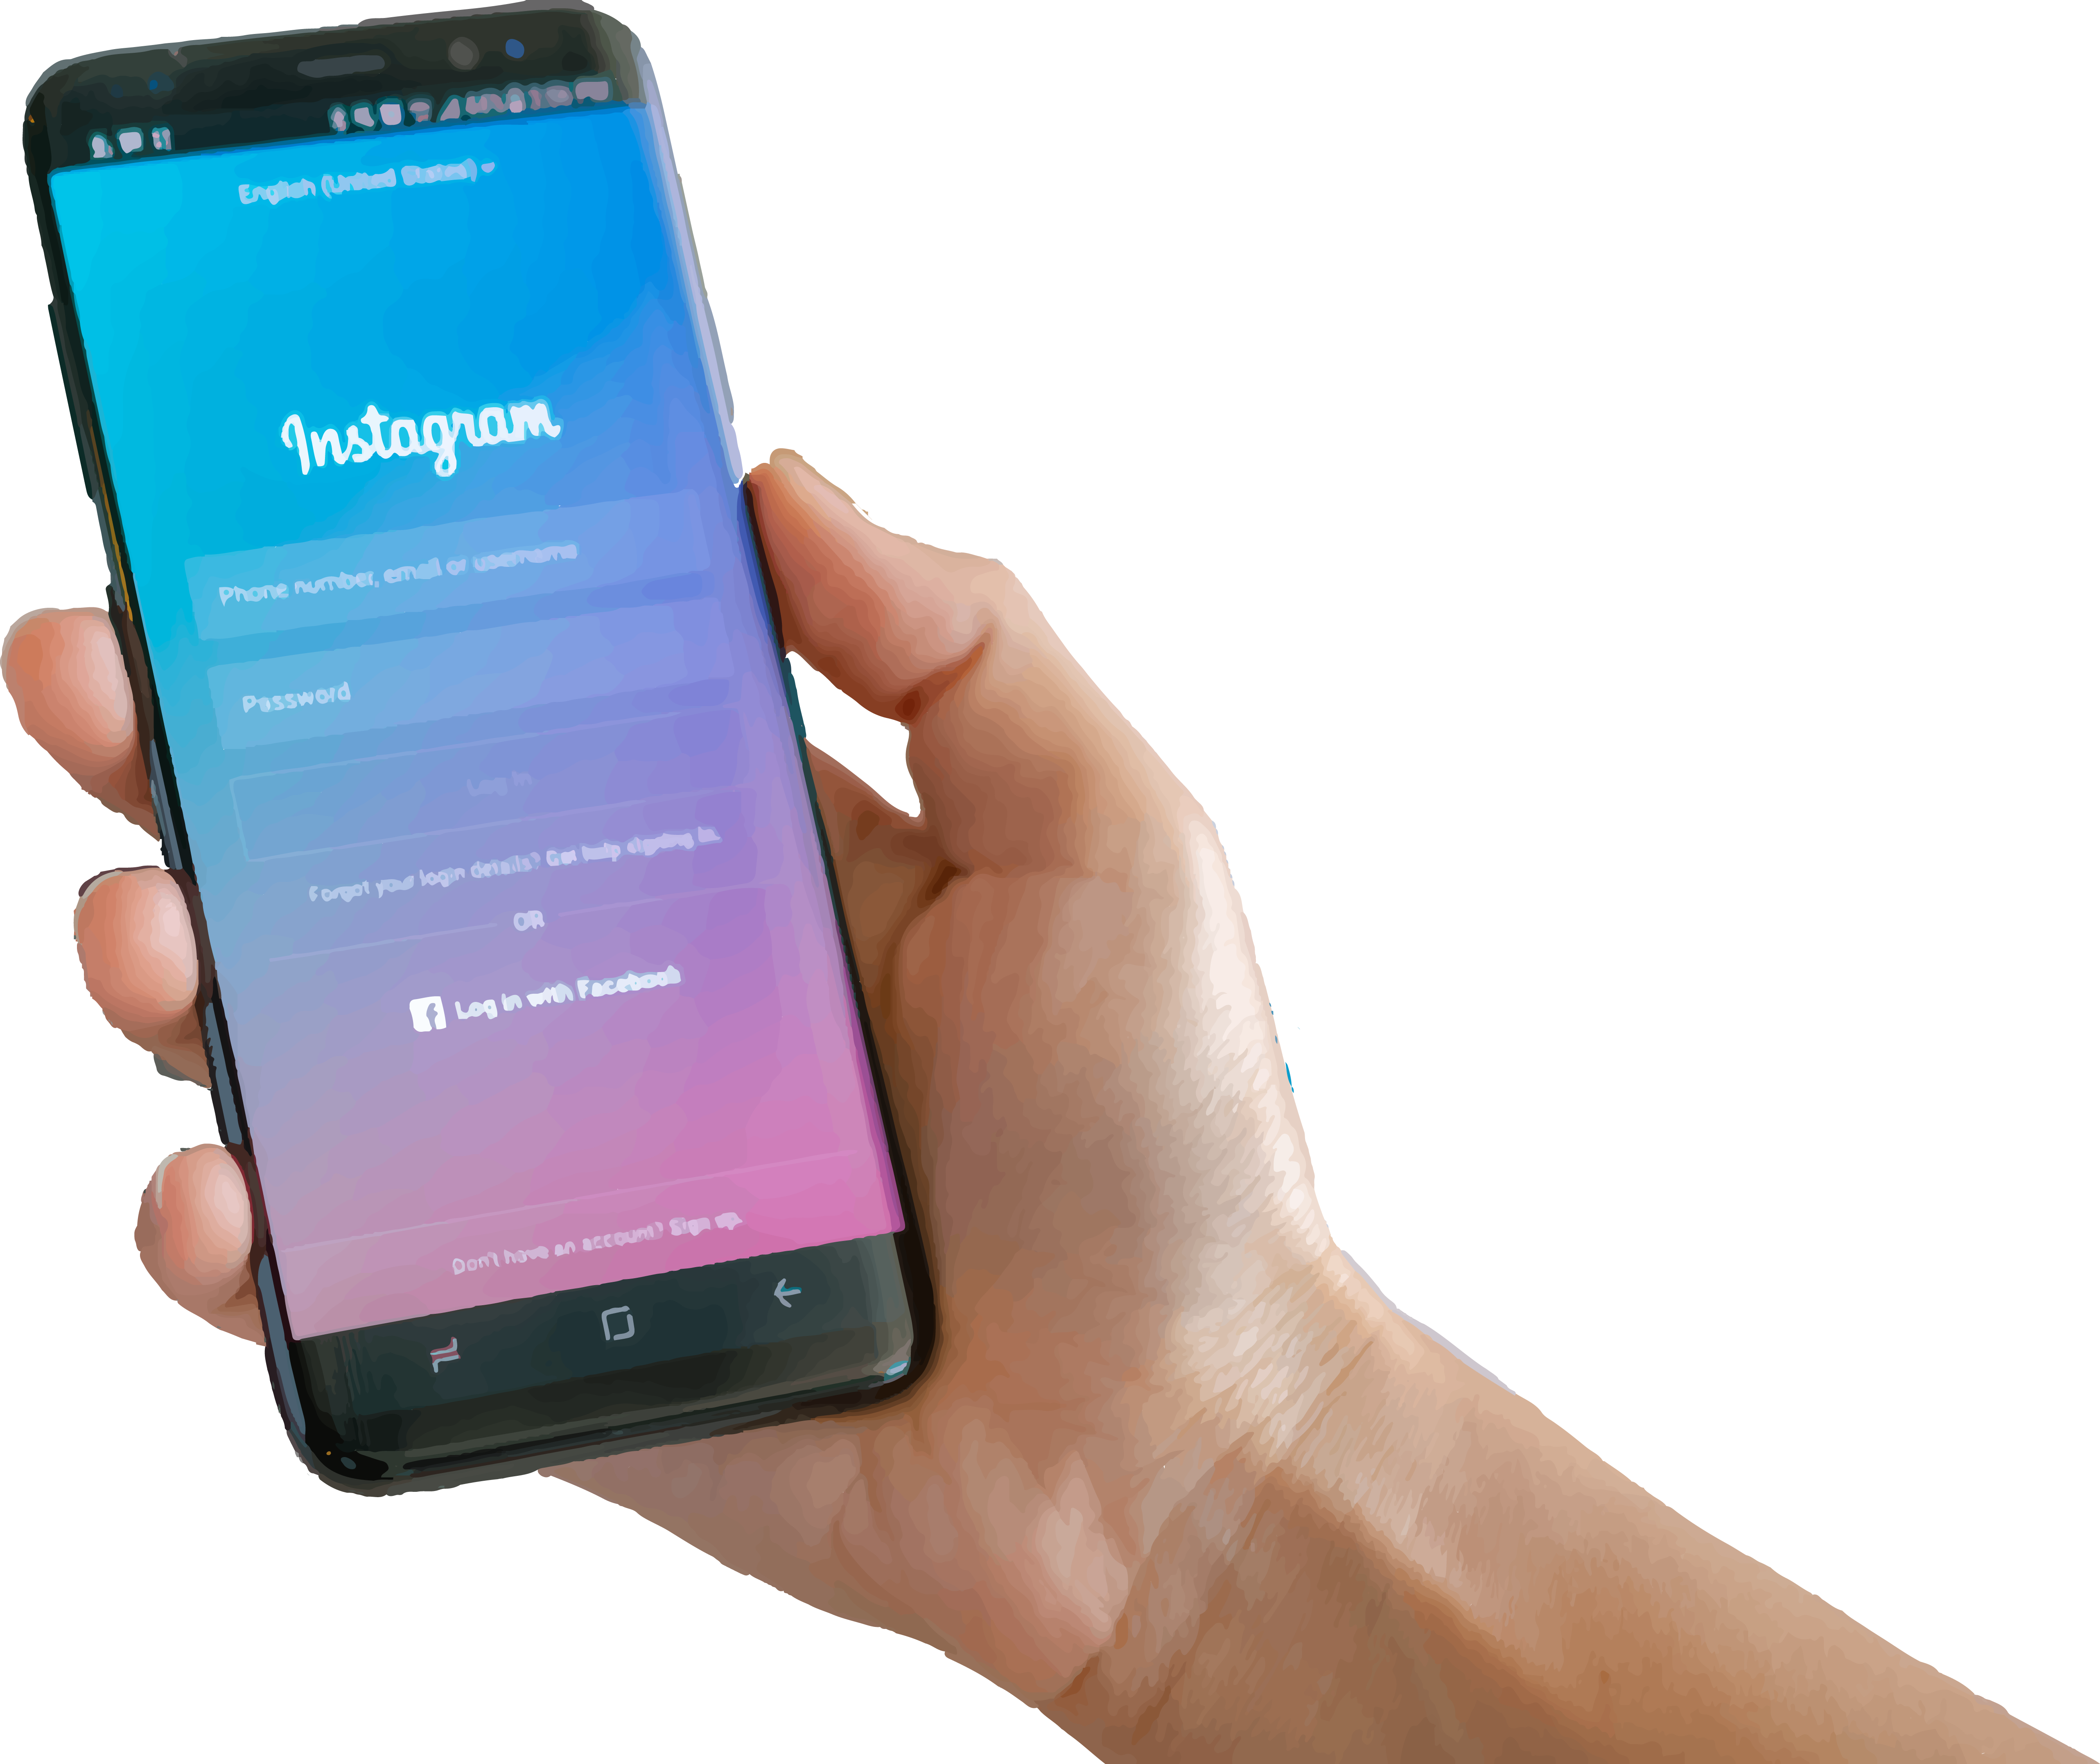 English (United States)
Instagram
Phone number, email or username
Password
Log In
Forgot your login details? Get help signing in.
OR
f Log In with Facebook
Don't have an account? Sign up.